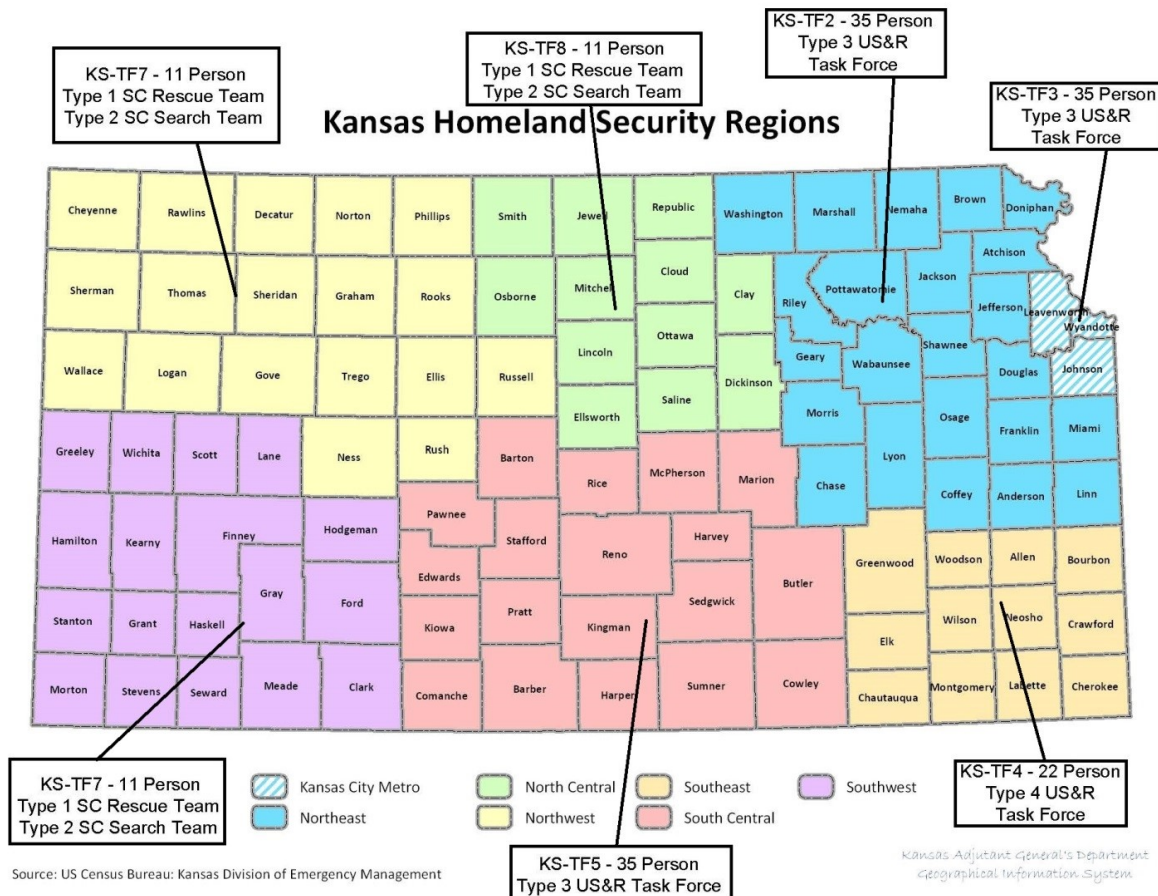 KS-TF7 - 11 Person
Type 1 SC Rescue Team
Type 2 SC Search Team
KS-TF8 - 11 Person
Type 1 SC Rescue Team
Type 2 SC Search Team
KS-TF2 - 35 Person
Type 3 US&R
Task Force
KS-TF3 - 35 Person
Type 3 US&R
Task Force
Kansas Homeland Security Regions
Cheyenne
Rawlins
Decatur
Norton
Phillips
Smith
Jewell
Republic
Washington
Marshall
Nemaha
Brown
Doniphan
Sherman
Thomas
Sheridan
Graham
Rooks
Osborne
Mitchell
Cloud
Clay
Riley
Pottawatomie
Jackson
Atchison
Jefferson
Leavenworth
Wyandotte
Wallace
Logan
Gove
Trego
Ellis
Russell
Lincoln
Ottawa
Geary
Wabaunsee
Shawnee
Douglas
Johnson
Ellsworth
Saline
Dickinson
Morris
Osage
Franklin
Miami
Greeley
Wichita
Scott
Lane
Ness
Rush
Barton
Rice
McPherson
Marion
Chase
Lyon
Coffey
Anderson
Linn
Hamilton
Kearny
Finney
Hodgeman
Pawnee
Stafford
Reno
Harvey
Butler
Greenwood
Woodson
Allen
Bourbon
Gray
Ford
Edwards
Sedgwick
Stanton
Grant
Haskell
Kiowa
Pratt
Kingman
Elk
Wilson
Neosho
Crawford
Morton
Stevens
Seward
Meade
Clark
Comanche
Barber
Harper
Sumner
Cowley
Chautauqua
Montgomery
Labette
Cherokee
KS-TF7 - 11 Person
Type 1 SC Rescue Team
Type 2 SC Search Team
Kansas City Metro
Northeast
North Central
Northwest
Southeast
South Central
Southwest
KS-TF4 - 22 Person
Type 4 US&R
Task Force
KS-TF5 - 35 Person
Type 3 US&R Task Force
Source: US Census Bureau: Kansas Division of Emergency Management
Kansas Adjutant General's Department
Geographical Information System